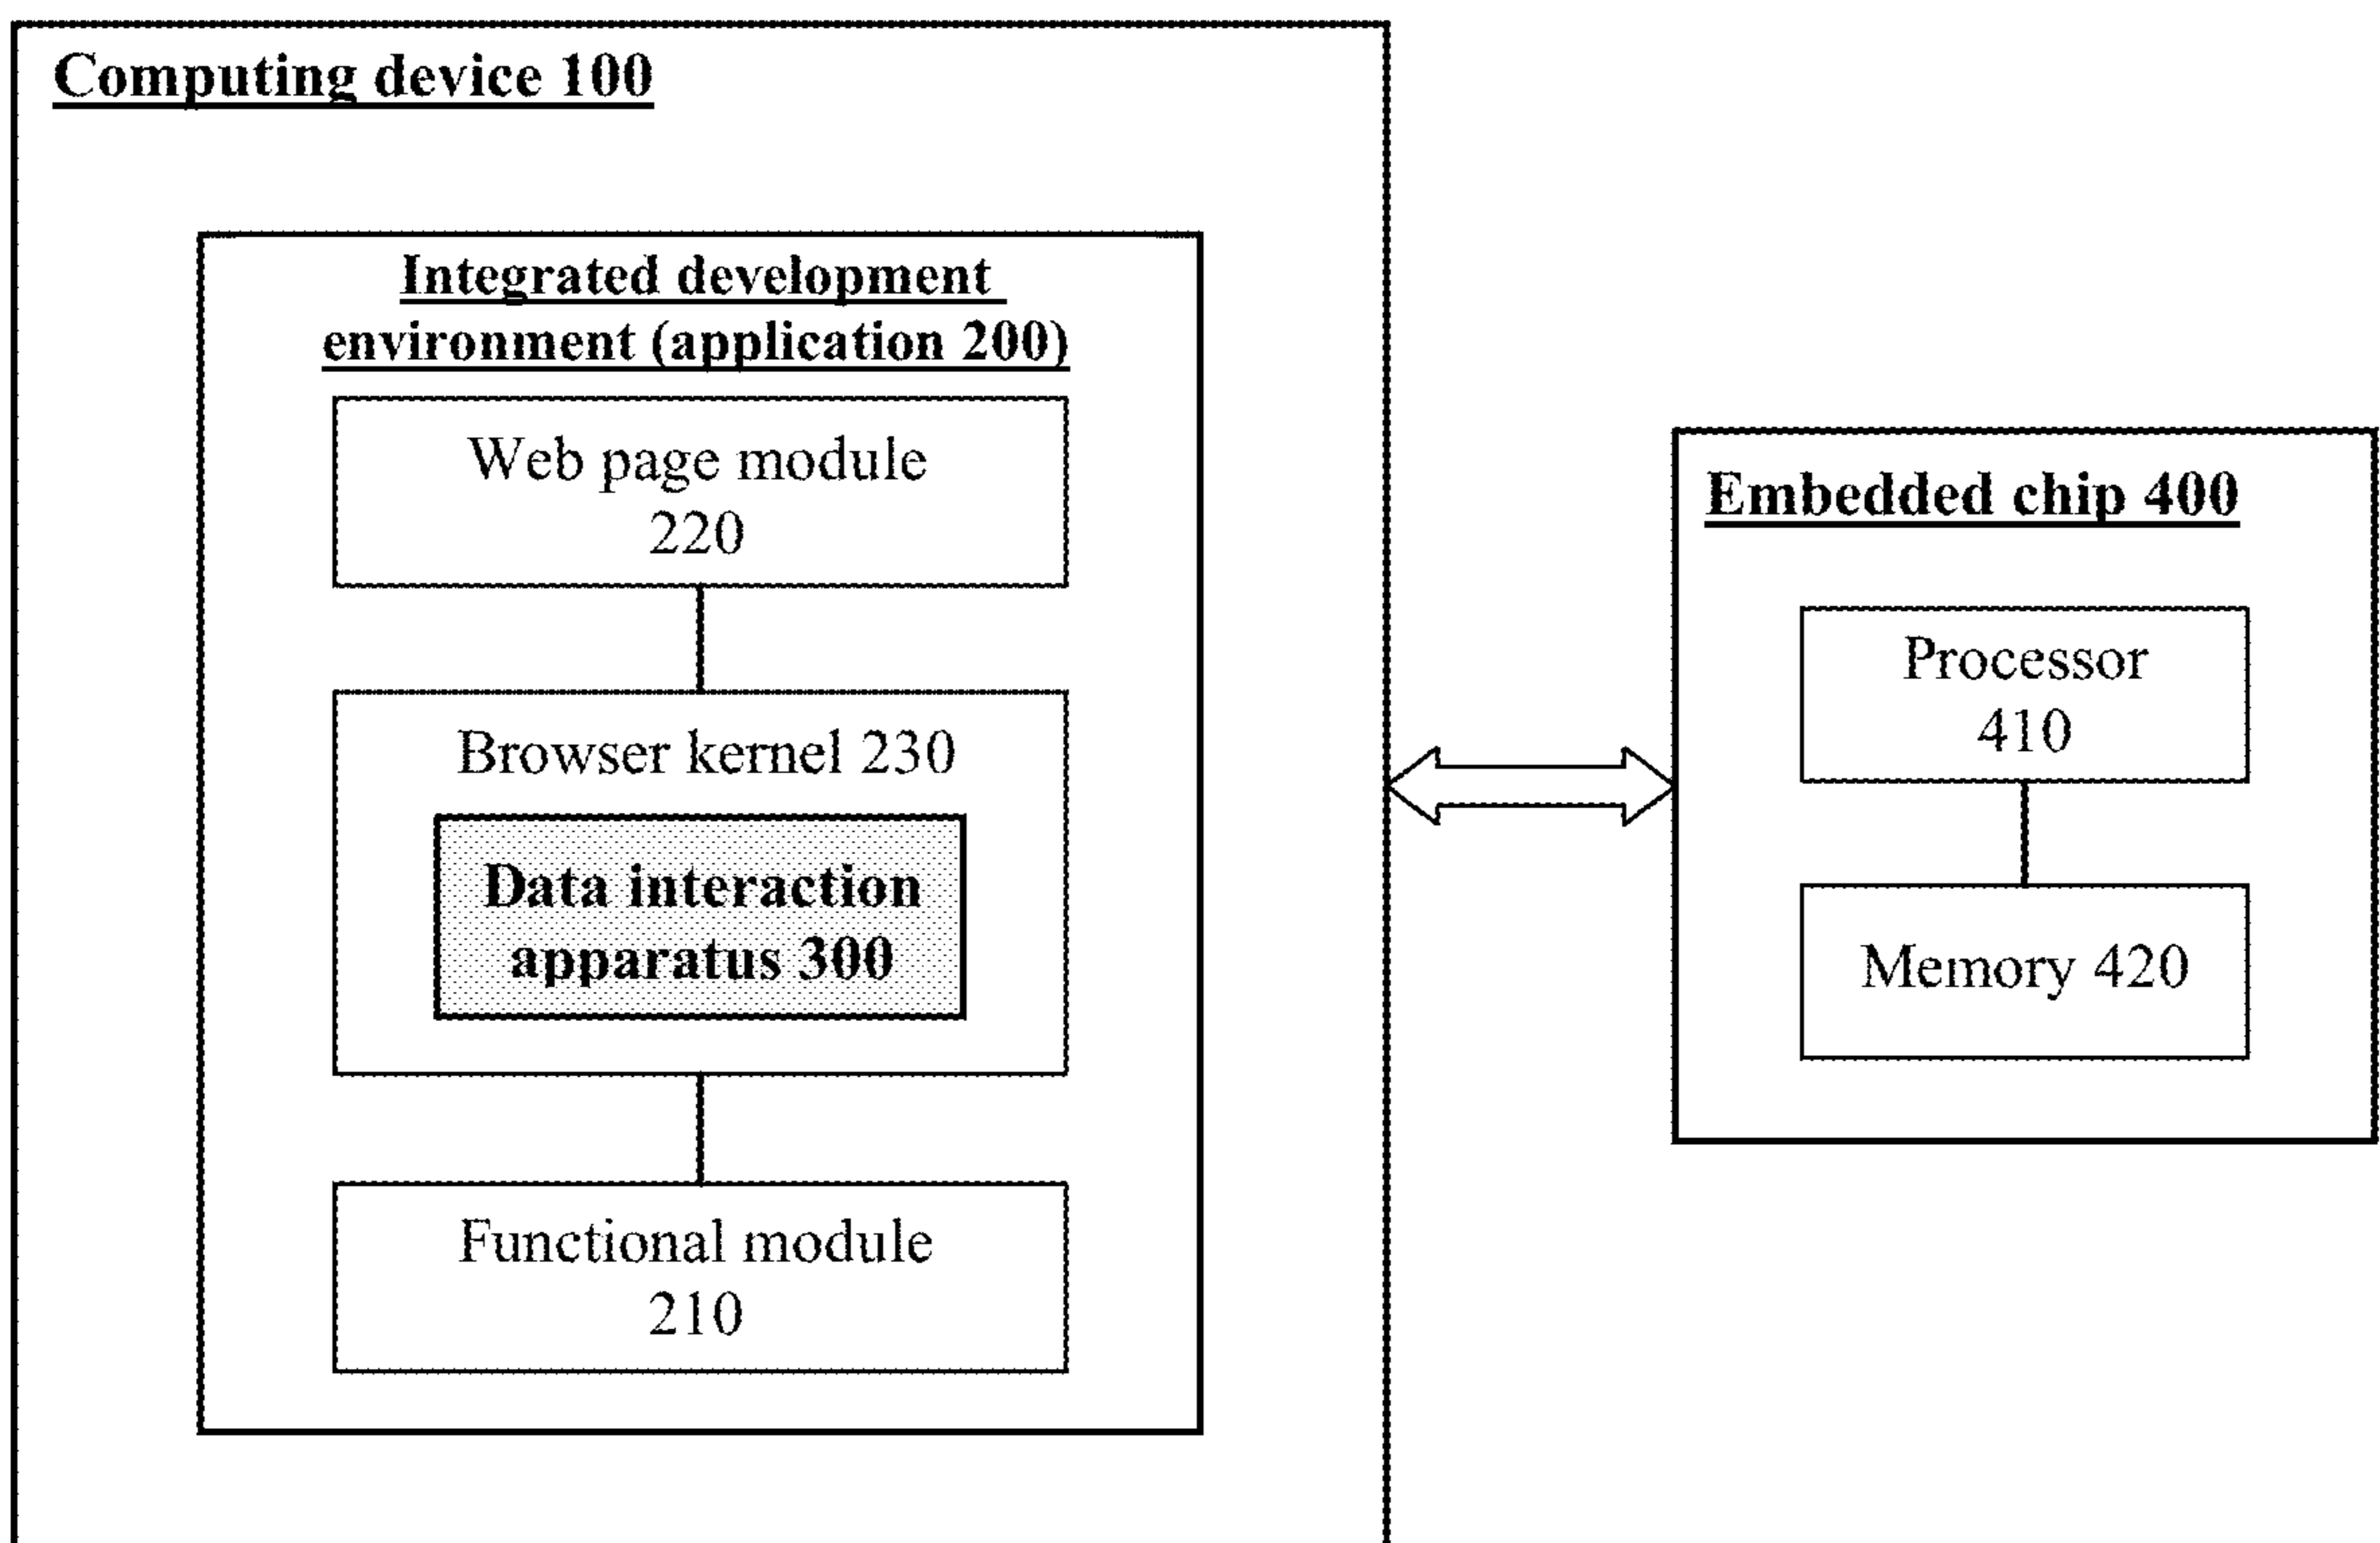 Computing device 100
Integrated development
environment (application 200)
Web page module
220
Browser kernel 230
Data interaction
apparatus 300
Functional module
210
Embedded chip 400
Processor
410
Memory 420